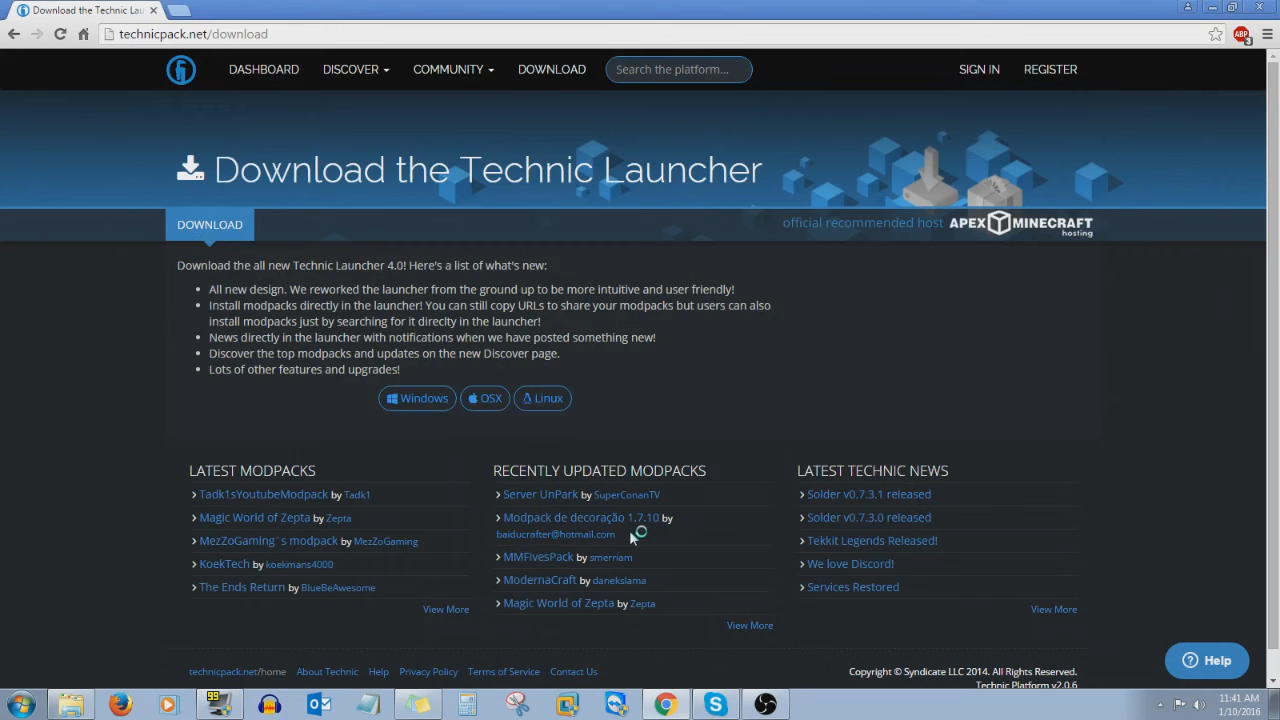 Download the Technic Lau
technicpack.net/download
ABP
3
DASHBOARD DISCOVER COMMUNITY DOWNLOAD Search the platform... SIGN IN REGISTER
Download the Technic Launcher
DOWNLOAD
official recommended host APEX MINECRAFT
hosting
Download the all new Technic Launcher 4.0! Here's a list of what's new:
• All new design. We reworked the launcher from the ground up to be more intuitive and user friendly!
• Install modpacks directly in the launcher! You can still copy URLs to share your modpacks but users can also
install modpacks just by searching for it direclty in the launcher!
• News directly in the launcher with notifications when we have posted something new!
• Discover the top modpacks and updates on the new Discover page.
• Lots of other features and upgrades!
Windows OSX Linux
LATEST MODPACKS
Tadk1sYoutubeModpack by Tadk1
Magic World of Zepta by Zepta
MezZoGaming´s modpack by MezZoGaming
KoekTech by koekmans4000
The Ends Return by BlueBeAwesome
View More
RECENTLY UPDATED MODPACKS
Server UnPark by SuperConanTV
Modpack de decoração 1.7.10 by
baiducrafter@hotmail.com
MMFIvesPack by smerriam
ModernaCraft by danekslama
Magic World of Zepta by Zepta
View More
LATEST TECHNIC NEWS
Solder v0.7.3.1 released
Solder v0.7.3.0 released
Tekkit Legends Released!
We love Discord!
Services Restored
View More
technicpack.net/home About Technic Help Privacy Policy Terms of Service Contact Us
Copyright © Syndicate LLC 2014. All Rights Reserved.
Technic Platform v2.0.6
Help
99
11:41 AM
1/10/2016